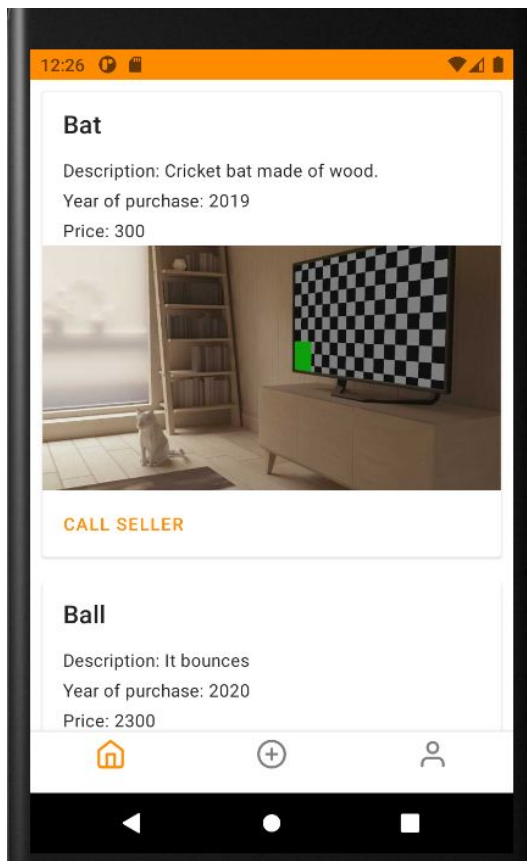 12:26
Bat
Description: Cricket bat made of wood.
Year of purchase: 2019
Price: 300
CALL SELLER
Ball
Description: It bounces
Year of purchase: 2020
Price: 2300